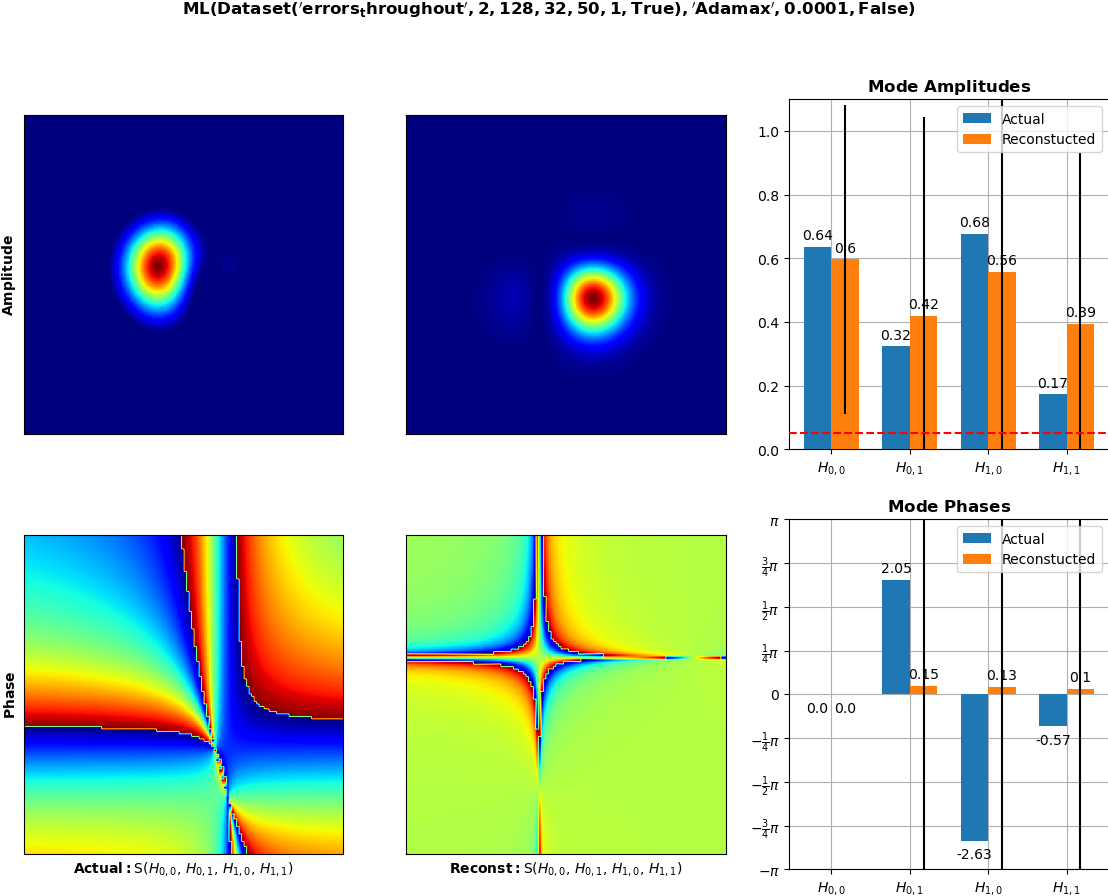 ML(Dataset('errors_throughout', 2, 128, 32, 50, 1, True), 'Adamax', 0.0001, False)
Amplitude
Mode Amplitudes
Actual
Reconstucted
1.0
0.8
0.6
0.4
0.2
0.0
0.64
0.6
0.32
0.42
0.68
0.56
0.17
0.39
H0,0
H0,1
H1,0
H1,1
Phase
Actual: S(H0,0, H0,1, H1,0, H1,1)
Reconst: S(H0,0, H0,1, H1,0, H1,1)
Mode Phases
Actual
Reconstucted
π
3/4π
1/2π
1/4π
0
−1/4π
−1/2π
−3/4π
−π
0.0
0.0
2.05
0.15
-2.63
0.13
-0.57
0.1
H0,0
H0,1
H1,0
H1,1